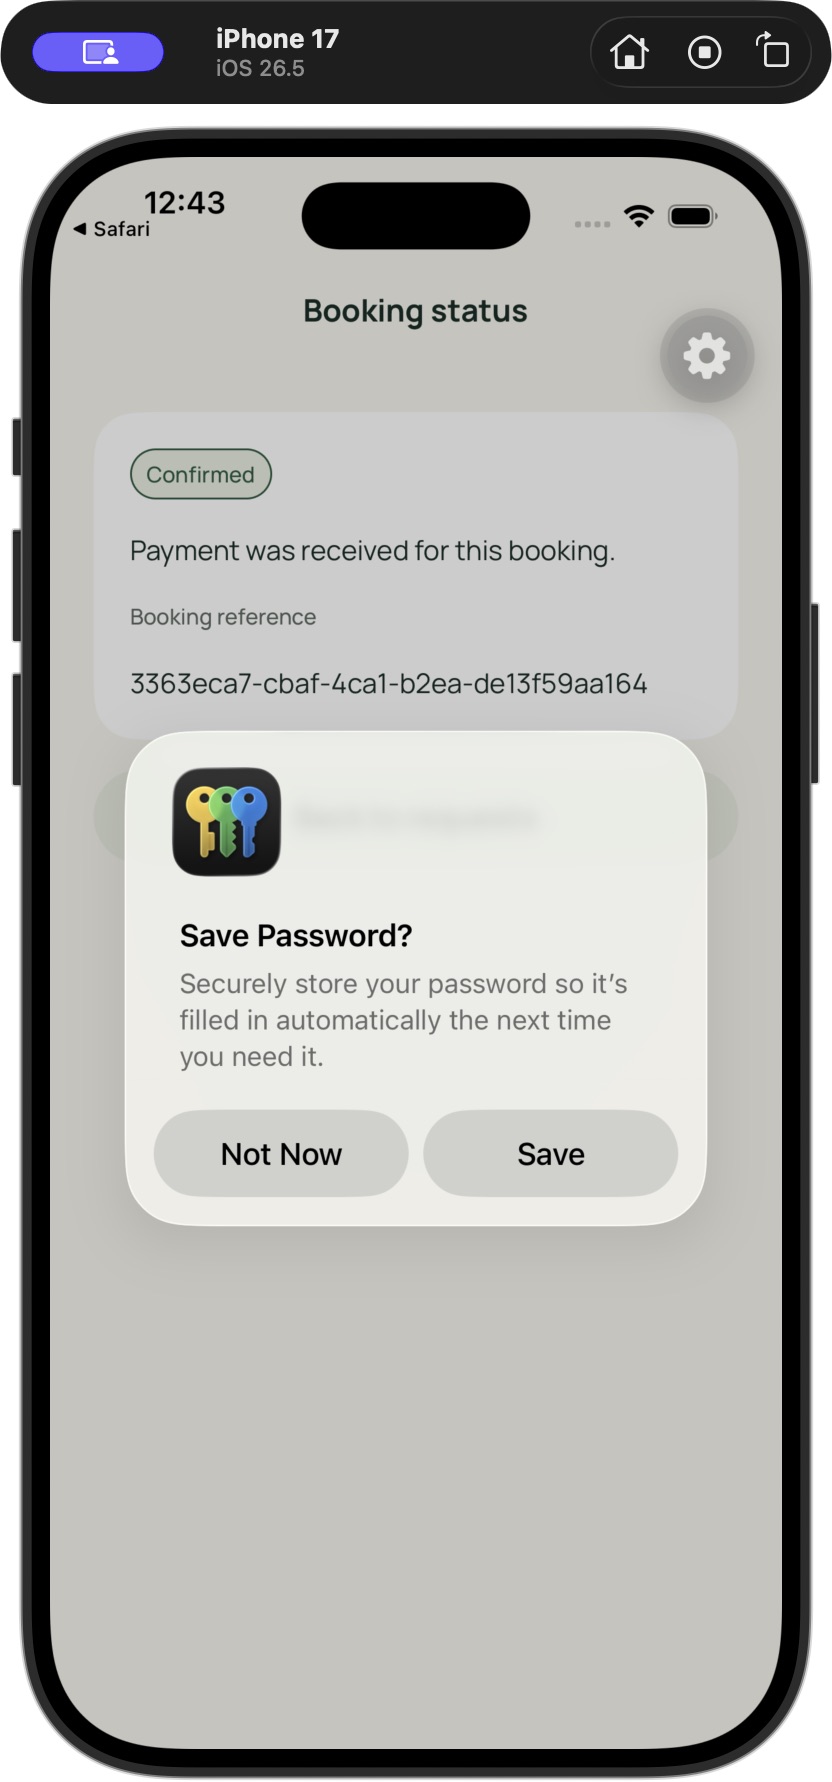 iPhone 17
iOS 26.5
12:43
Safari
Booking status
Confirmed
Payment was received for this booking.
Booking reference
3363eca7-cbaf-4ca1-b2ea-de13f59aa164
Save Password?
Securely store your password so it's
filled in automatically the next time
you need it.
Not Now
Save